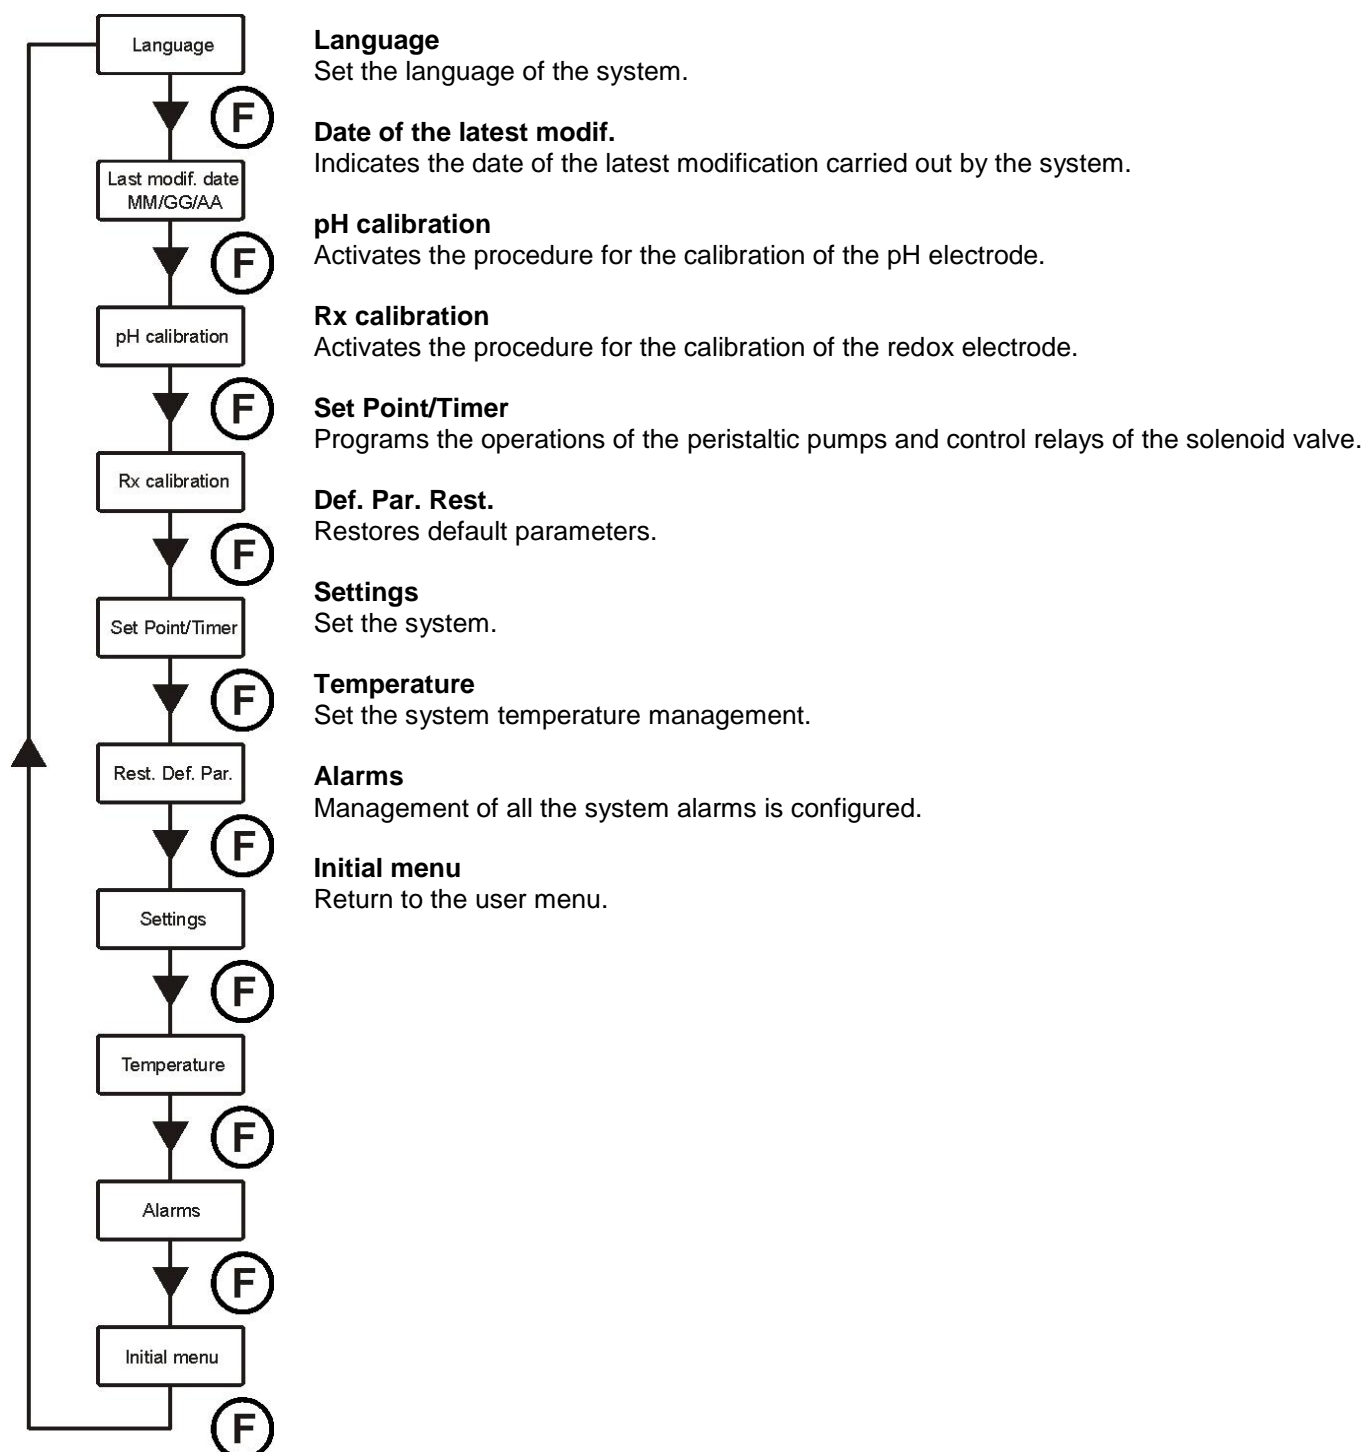 Language
F
Last modif. date
MM/GG/AA
F
pH calibration
F
Rx calibration
F
Set Point/Timer
F
Rest. Def. Par.
F
Settings
F
Temperature
F
Alarms
F
Initial menu
F
Language
Set the language of the system.
Date of the latest modif.
Indicates the date of the latest modification carried out by the system.
pH calibration
Activates the procedure for the calibration of the pH electrode.
Rx calibration
Activates the procedure for the calibration of the redox electrode.
Set Point/Timer
Programs the operations of the peristaltic pumps and control relays of the solenoid valve.
Def. Par. Rest.
Restores default parameters.
Settings
Set the system.
Temperature
Set the system temperature management.
Alarms
Management of all the system alarms is configured.
Initial menu
Return to the user menu.